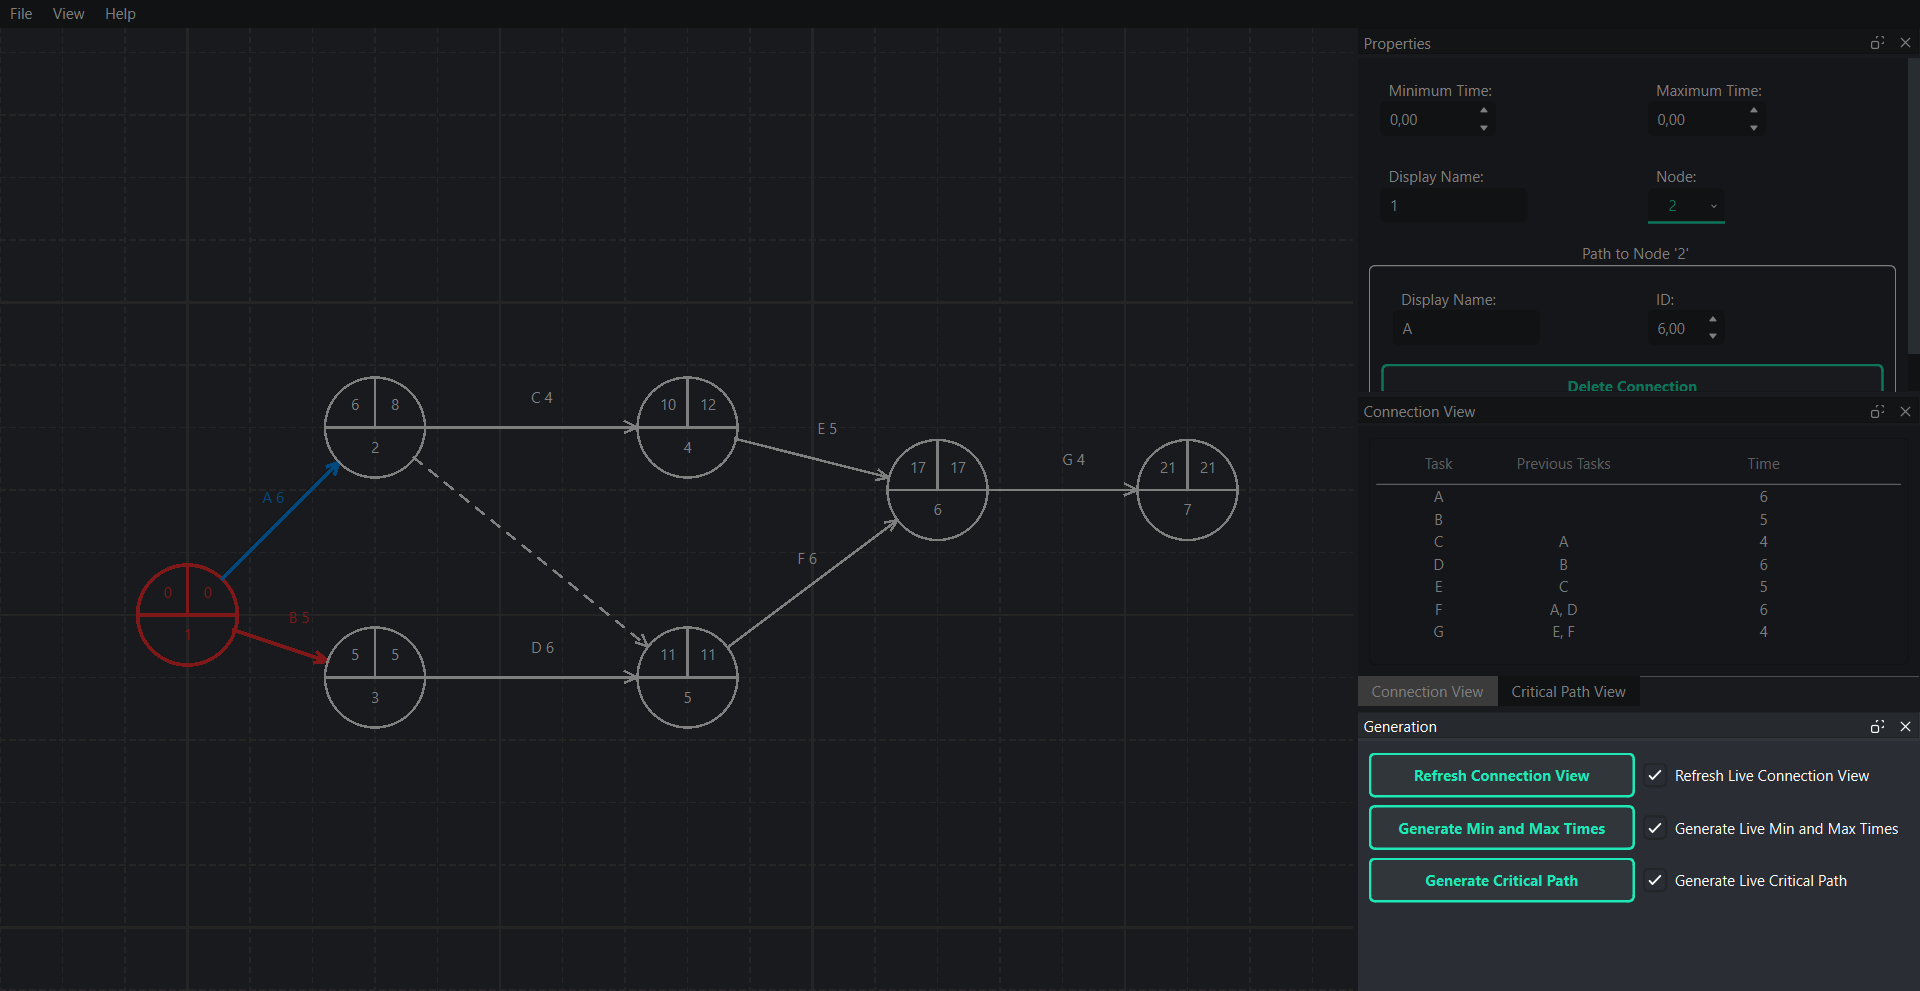 File View Help
6 8
2
C 4
10 12
4
E 5
17 17
6
G 4
21 21
7
A 6
0 0
1
B 5
F 6
5 5
3
D 6
11 11
5
Properties
Minimum Time: Maximum Time:
0,00 0,00
Display Name: Node:
1 2
Path to Node '2'
Display Name: ID:
A 6,00
Delete Connection
Connection View
Task Previous Tasks Time
A 6
B 5
C A 4
D B 6
E C 5
F A, D 6
G E, F 4
Connection View Critical Path View
Generation
Refresh Connection View Refresh Live Connection View
Generate Min and Max Times Generate Live Min and Max Times
Generate Critical Path Generate Live Critical Path